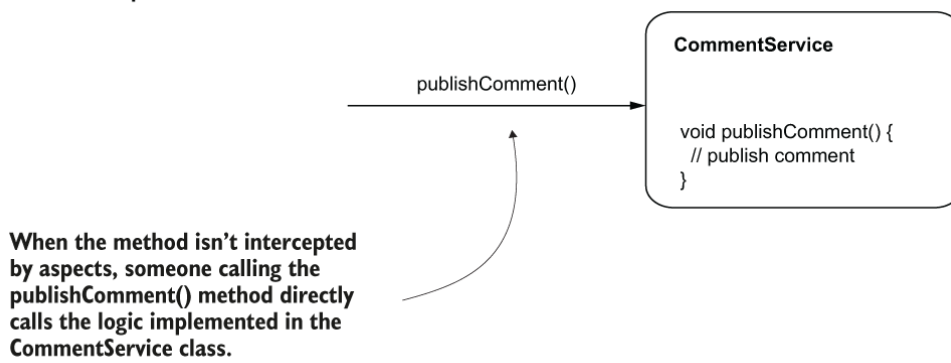 CommentService
publishComment()
void publishComment() {
// publish comment
}
When the method isn't intercepted
by aspects, someone calling the
publishComment() method directly
calls the logic implemented in the
CommentService class.